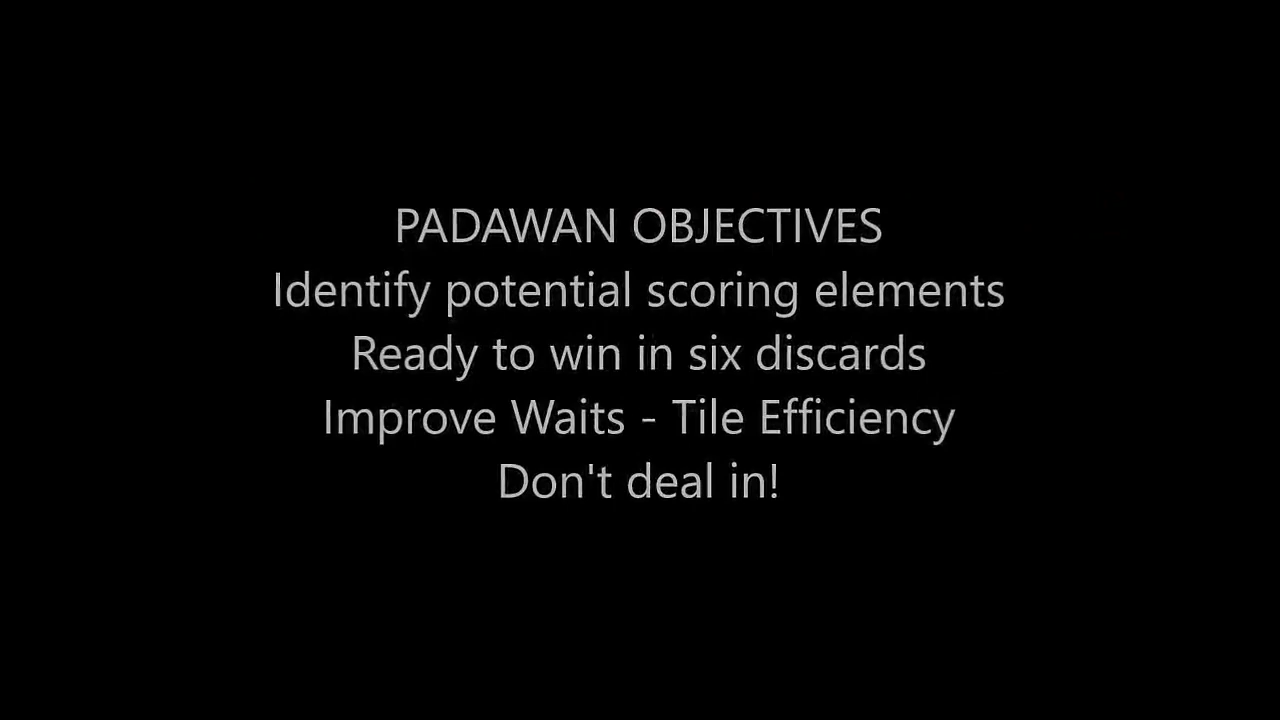 PADAWAN OBJECTIVES
Identify potential scoring elements
Ready to win in six discards
Improve Waits - Tile Efficiency
Don't deal in!